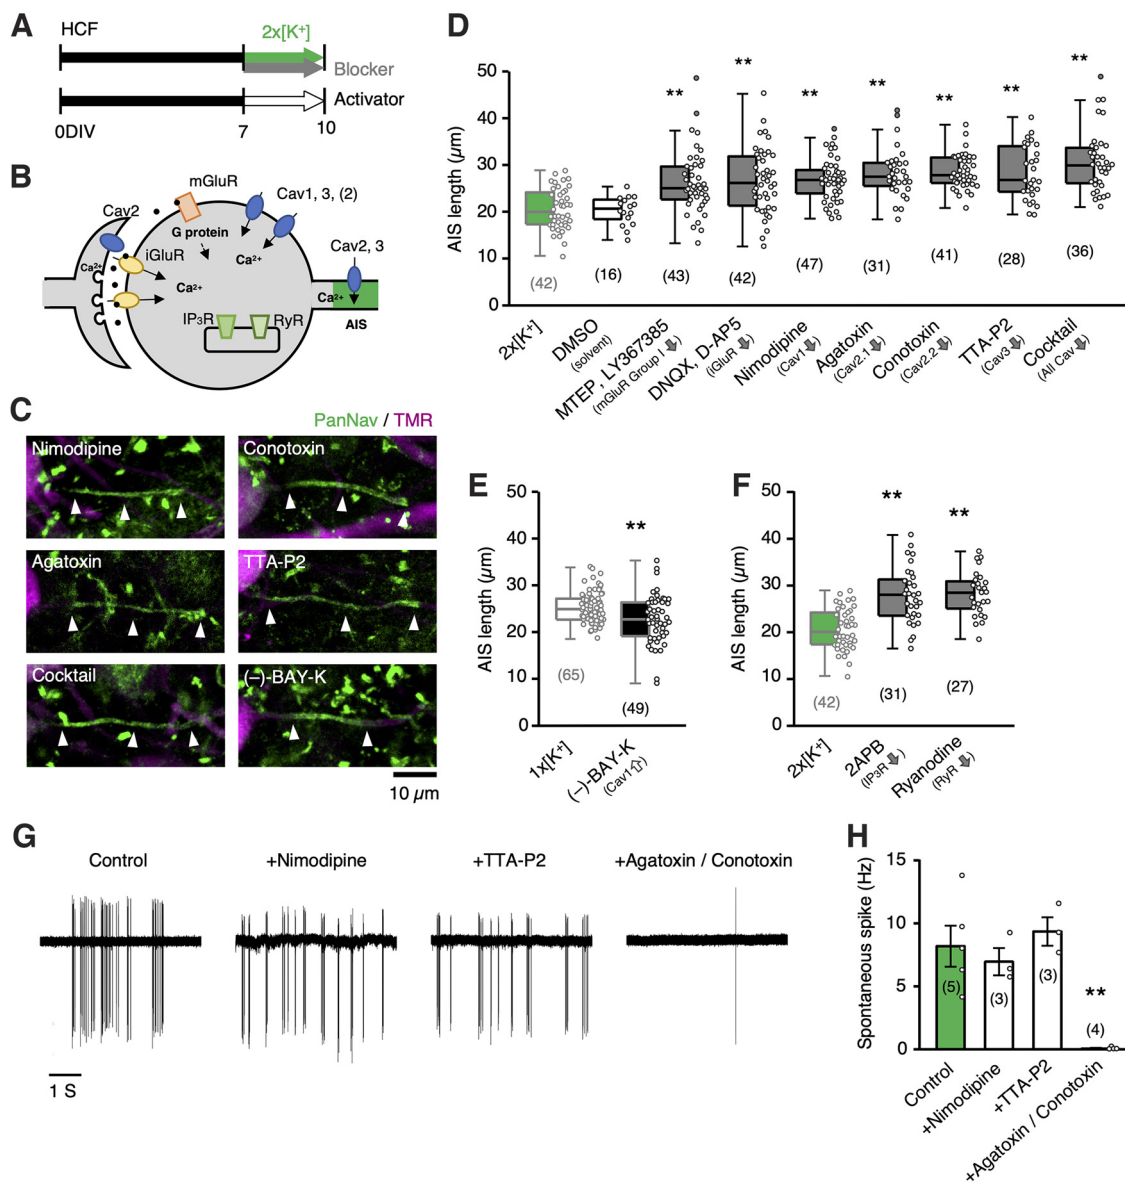 A
HCF
2x[K⁺]
Blocker
Activator
0DIV
7
10
B
mGluR
Cav1, 3, (2)
Cav2
G protein
Cav2, 3
iGluR
Ca²⁺
Ca²⁺
Ca²⁺
Ca²⁺
IP₃R
RyR
AIS
C
PanNav / TMR
Nimodipine
Conotoxin
Agatoxin
TTA-P2
Cocktail
(–)-BAY-K
10 µm
D
AIS length (µm)
50
40
30
20
10
0
**
**
**
**
**
**
**
(42)
(16)
(43)
(42)
(47)
(31)
(41)
(28)
(36)
2x[K⁺]
DMSO
(solvent)
MTEP, LY367385
(mGluR Group I )
DNQX, D-AP5
(iGluR )
Nimodipine
(Cav1 )
Agatoxin
(Cav2.1 )
Conotoxin
(Cav2.2 )
TTA-P2
(Cav3 )
Cocktail
(All Cav )
E
AIS length (µm)
50
40
30
20
10
0
**
(65)
(49)
1x[K⁺]
(–)-BAY-K
(Cav1 )
F
AIS length (µm)
50
40
30
20
10
0
**
**
(42)
(31)
(27)
2x[K⁺]
2APB
(IP₃R )
Ryanodine
(RyR )
G
Control
+Nimodipine
+TTA-P2
+Agatoxin / Conotoxin
1 S
H
Spontaneous spike (Hz)
15
10
5
0
(5)
(3)
(3)
**
(4)
Control
+Nimodipine
+TTA-P2
+Agatoxin / Conotoxin